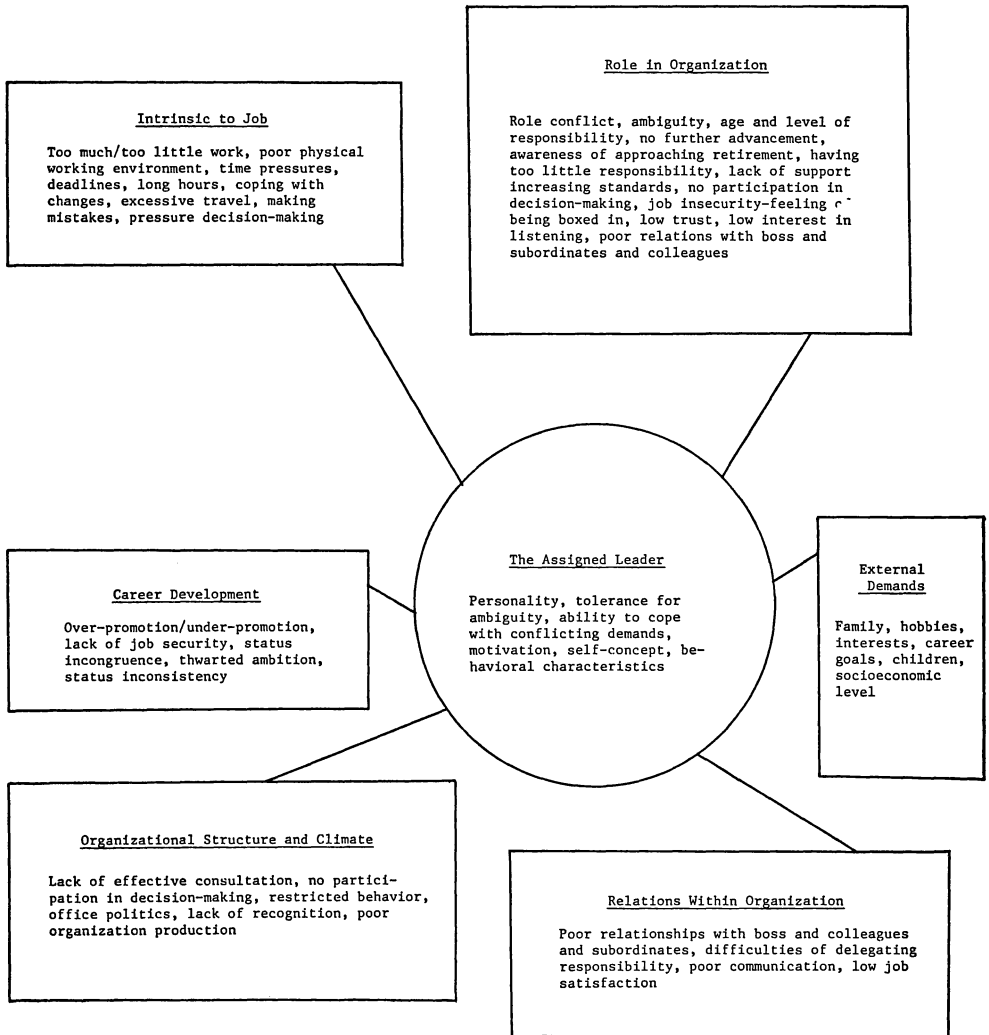 Role in Organization
Role conflict, ambiguity, age and level of
responsibility, no further advancement,
awareness of approaching retirement, having
too little responsibility, lack of support
increasing standards, no participation in
decision-making, job insecurity-feeling
being boxed in, low trust, low interest in
listening, poor relations with boss and
subordinates and colleagues
Intrinsic to Job
Too much/too little work, poor physical
working environment, time pressures,
deadlines, long hours, coping with
changes, excessive travel, making
mistakes, pressure decision-making
The Assigned Leader
Personality, tolerance for
ambiguity, ability to cope
with conflicting demands,
motivation, self-concept, be-
havioral characteristics
External
Demands
Family, hobbies,
interests, career
goals, children,
socioeconomic
level
Career Development
Over-promotion/under-promotion,
lack of job security, status
incongruence, thwarted ambition,
status inconsistency
Organizational Structure and Climate
Lack of effective consultation, no partici-
pation in decision-making, restricted behavior,
office politics, lack of recognition, poor
organization production
Relations Within Organization
Poor relationships with boss and colleagues
and subordinates, difficulties of delegating
responsibility, poor communication, low job
satisfaction